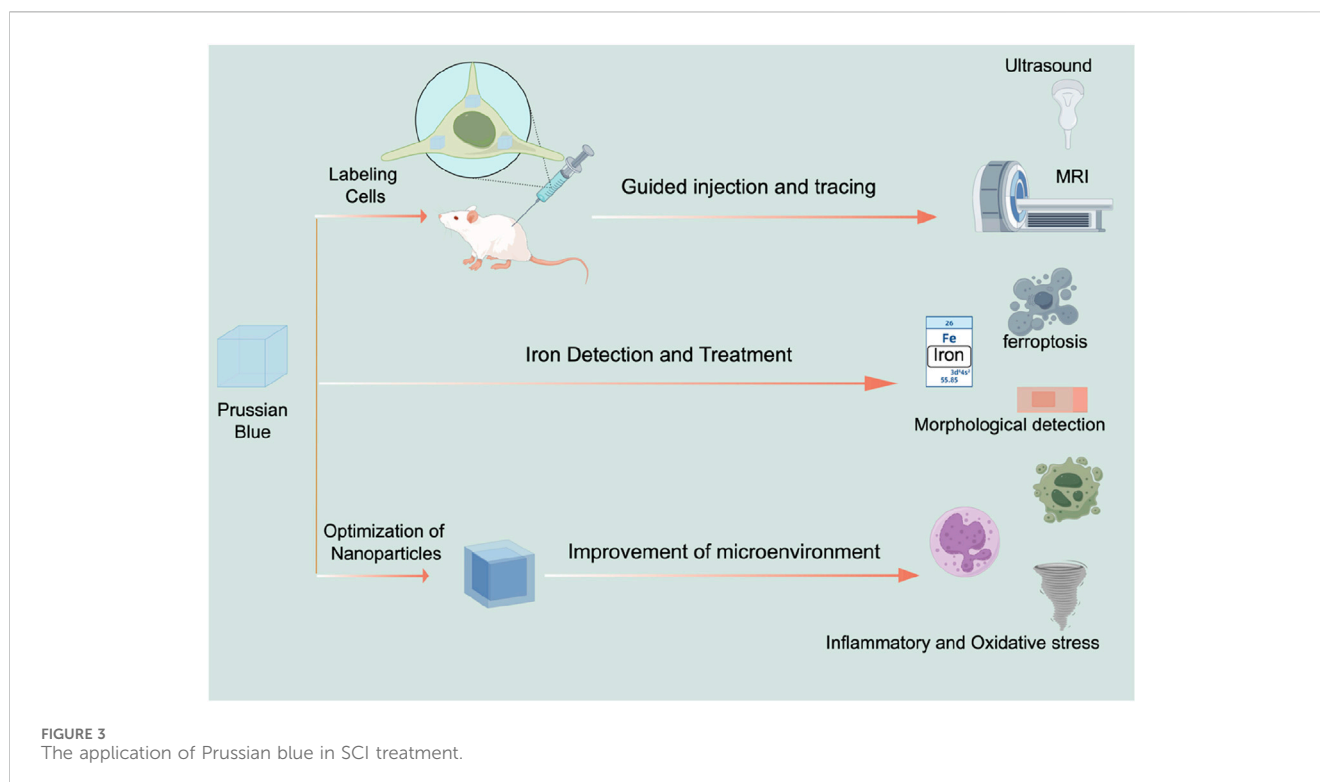 Ultrasound
Labeling
Cells
Guided injection and tracing
MRI
Prussian
Blue
Iron Detection and Treatment
26
Fe
Iron
3d⁶4s²
55.85
ferroptosis
Morphological detection
Optimization of
Nanoparticles
Improvement of microenvironment
Inflammatory and Oxidative stress
FIGURE 3
The application of Prussian blue in SCI treatment.